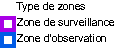 Type de zones
Zone de surveillance
Zone d'observation